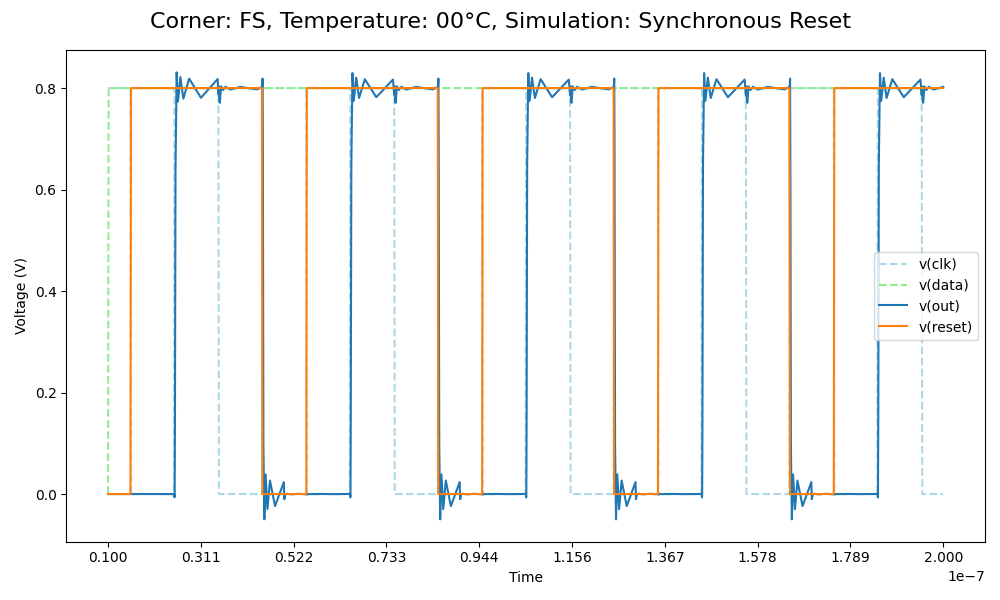 Corner: FS, Temperature: 00°C, Simulation: Synchronous Reset
Voltage (V)
0.8
0.6
0.4
0.2
0.0
v(clk)
v(data)
v(out)
v(reset)
0.100 0.311 0.522 0.733 0.944 1.156 1.367 1.578 1.789 2.000
Time
1e−7